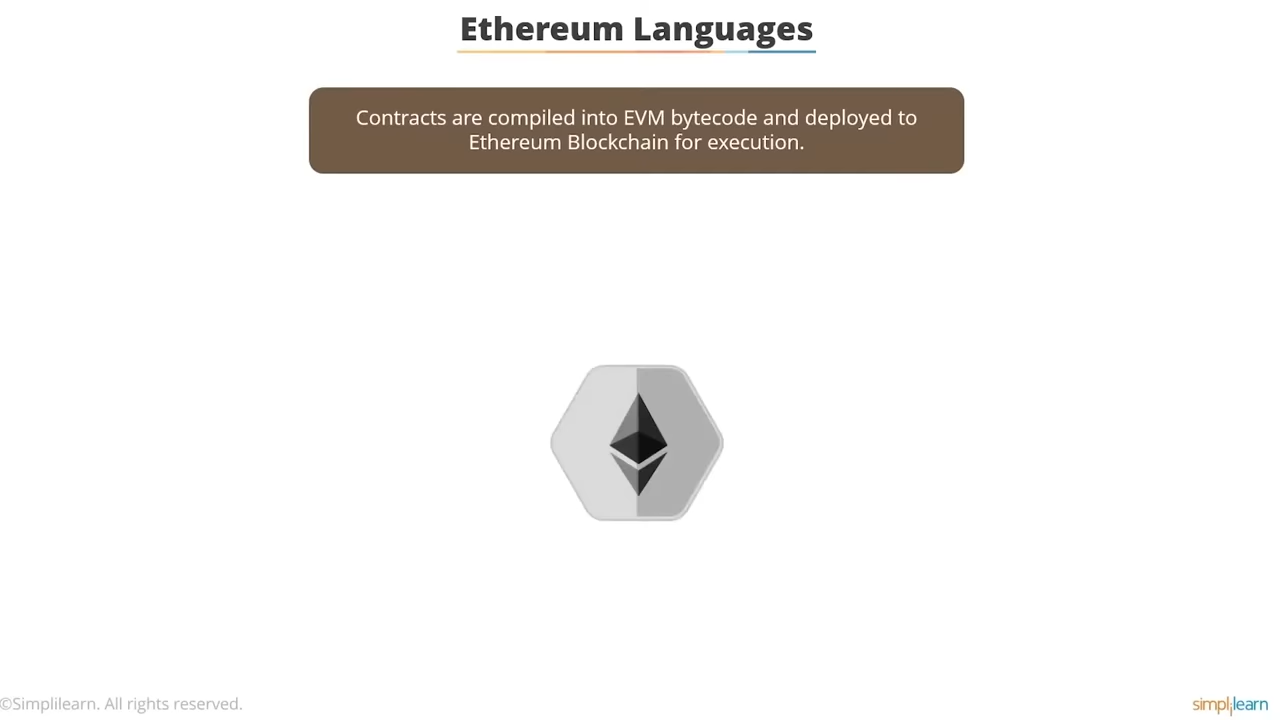 Ethereum Languages
Contracts are compiled into EVM bytecode and deployed to
Ethereum Blockchain for execution.
©Simplilearn. All rights reserved.
simplilearn